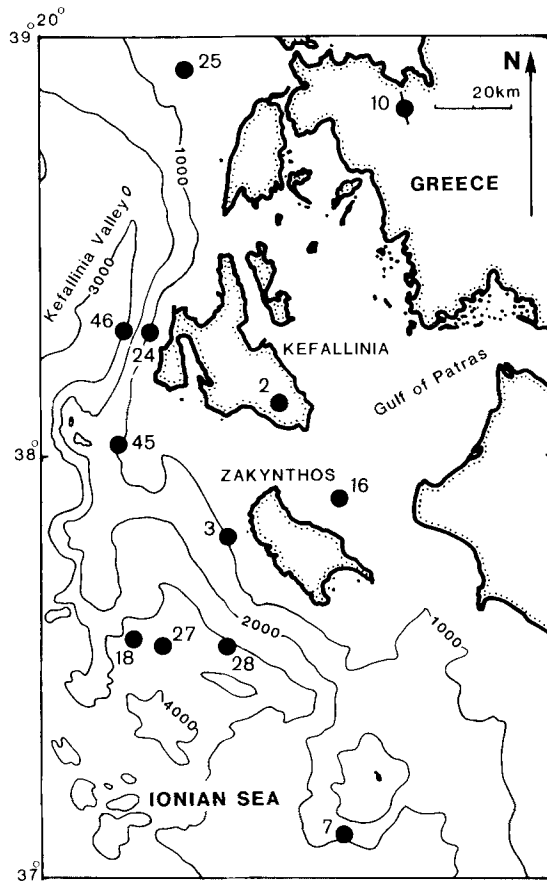 20°
39°
25
N
10
20km
1000
GREECE
Kefallinia Valley
3000
46
24
KEFALLINIA
2
Gulf of Patras
45
38°
ZAKYNTHOS
16
3
2000
1000
18
27
28
4000
IONIAN SEA
7
37°